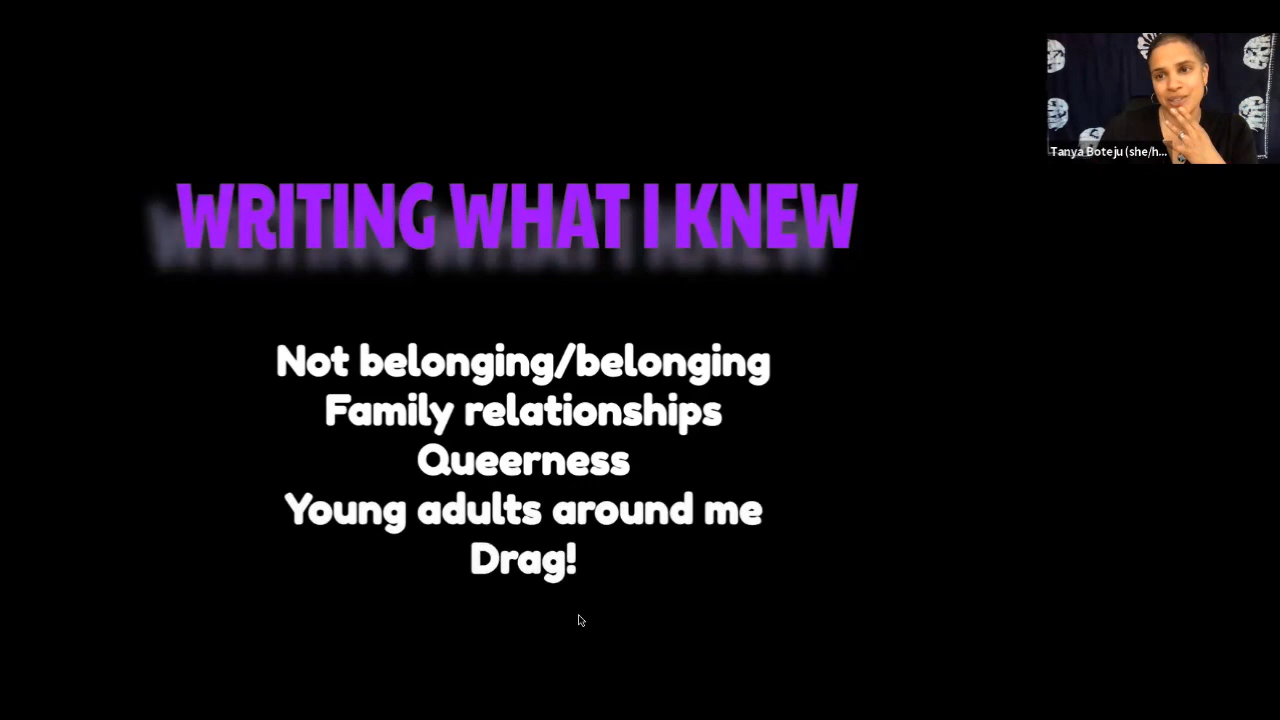 Tanya Boteju (she/h...
WRITING WHAT I KNEW
Not belonging/belonging
Family relationships
Queerness
Young adults around me
Drag!